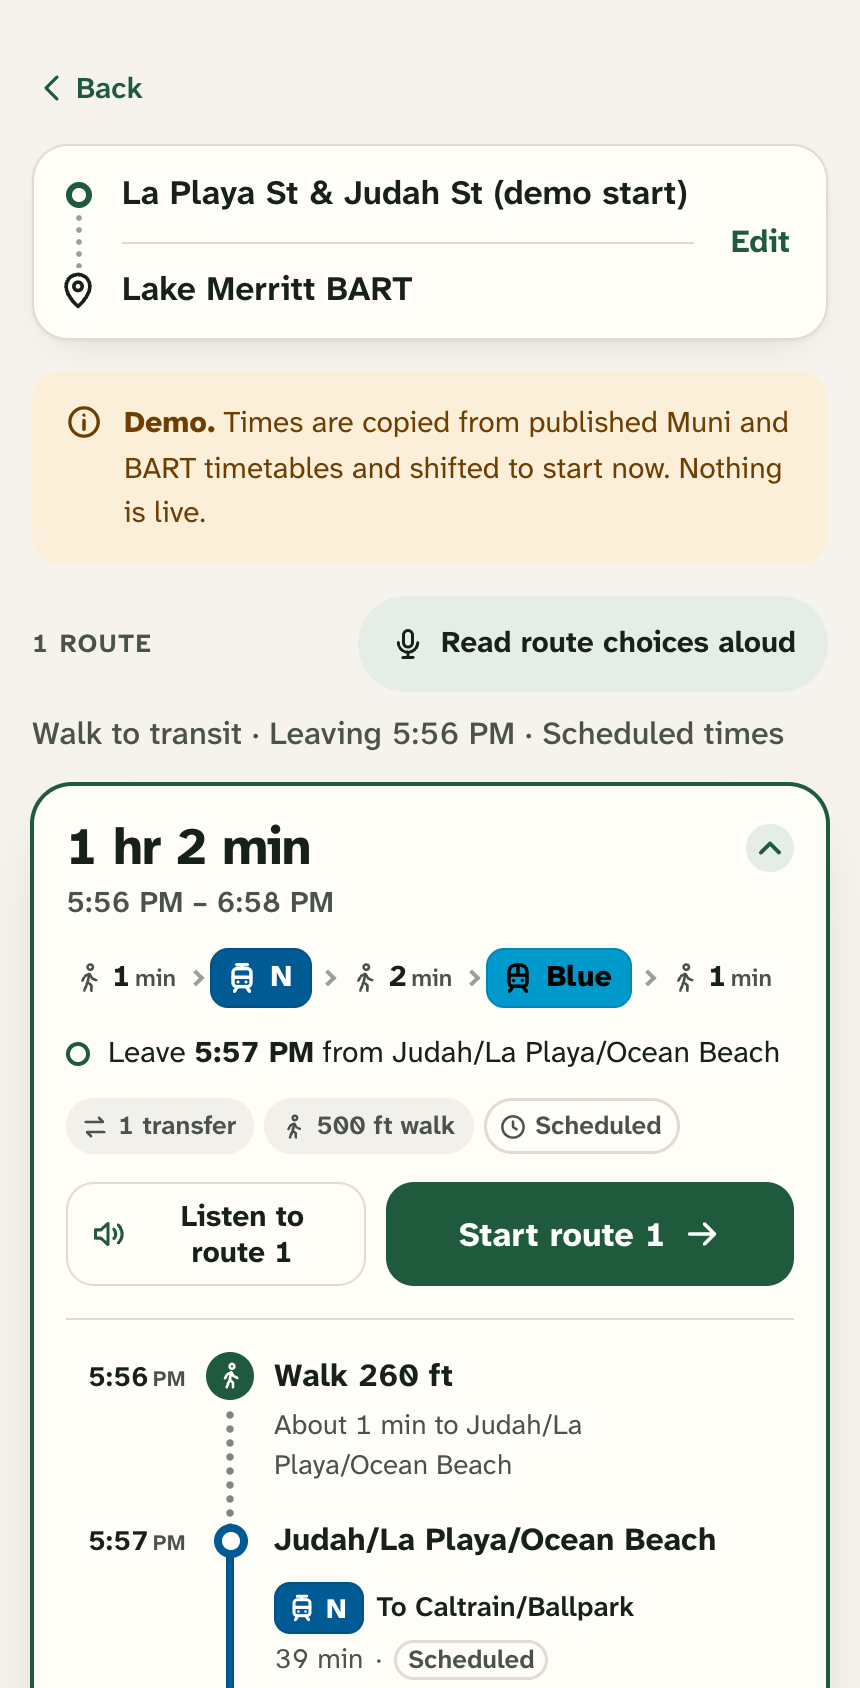 Back
La Playa St & Judah St (demo start)
Edit
Lake Merritt BART
Demo. Times are copied from published Muni and
BART timetables and shifted to start now. Nothing
is live.
1 ROUTE
Read route choices aloud
Walk to transit · Leaving 5:56 PM · Scheduled times
1 hr 2 min
5:56 PM – 6:58 PM
1 min > N > 2 min > Blue > 1 min
Leave 5:57 PM from Judah/La Playa/Ocean Beach
1 transfer
500 ft walk
Scheduled
Listen to
route 1
Start route 1 →
5:56 PM
Walk 260 ft
About 1 min to Judah/La
Playa/Ocean Beach
5:57 PM
Judah/La Playa/Ocean Beach
N To Caltrain/Ballpark
39 min · Scheduled